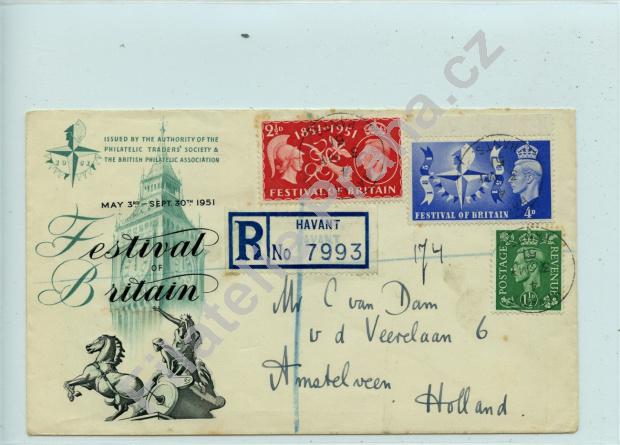 ISSUED BY THE AUTHORITY OF THE
PHILATELIC TRADERS' SOCIETY &
THE BRITISH PHILATELIC ASSOCIATION
MAY 3RD - SEPT. 30TH 1951
Festival
OF
Britain
2½D
1851-1951
FESTIVAL OF BRITAIN
FESTIVAL OF BRITAIN 4D
POSTAGE
REVENUE
1½D
R
HAVANT
No 7993
174
Mr C van Dam
v d Veerelaan 6
Amstelveen
Holland.